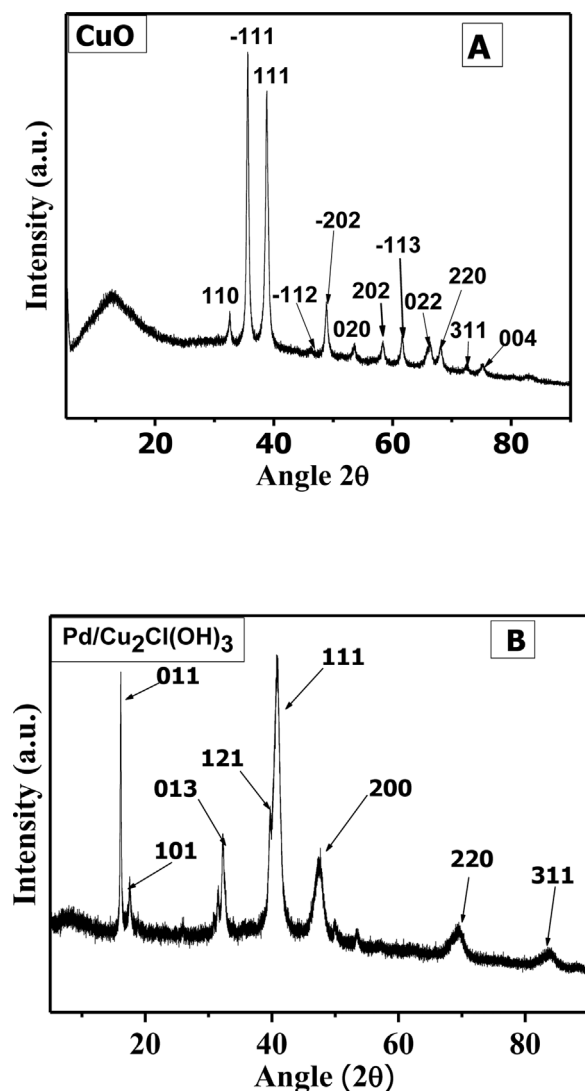 CuO
A
-111
111
-202
-113
220
110
-112
020
202
022
311
004
Intensity (a.u.)
20 40 60 80
Angle 2θ
Pd/Cu₂Cl(OH)₃
B
011
111
121
013
200
101
220
311
Intensity (a.u.)
20 40 60 80
Angle (2θ)